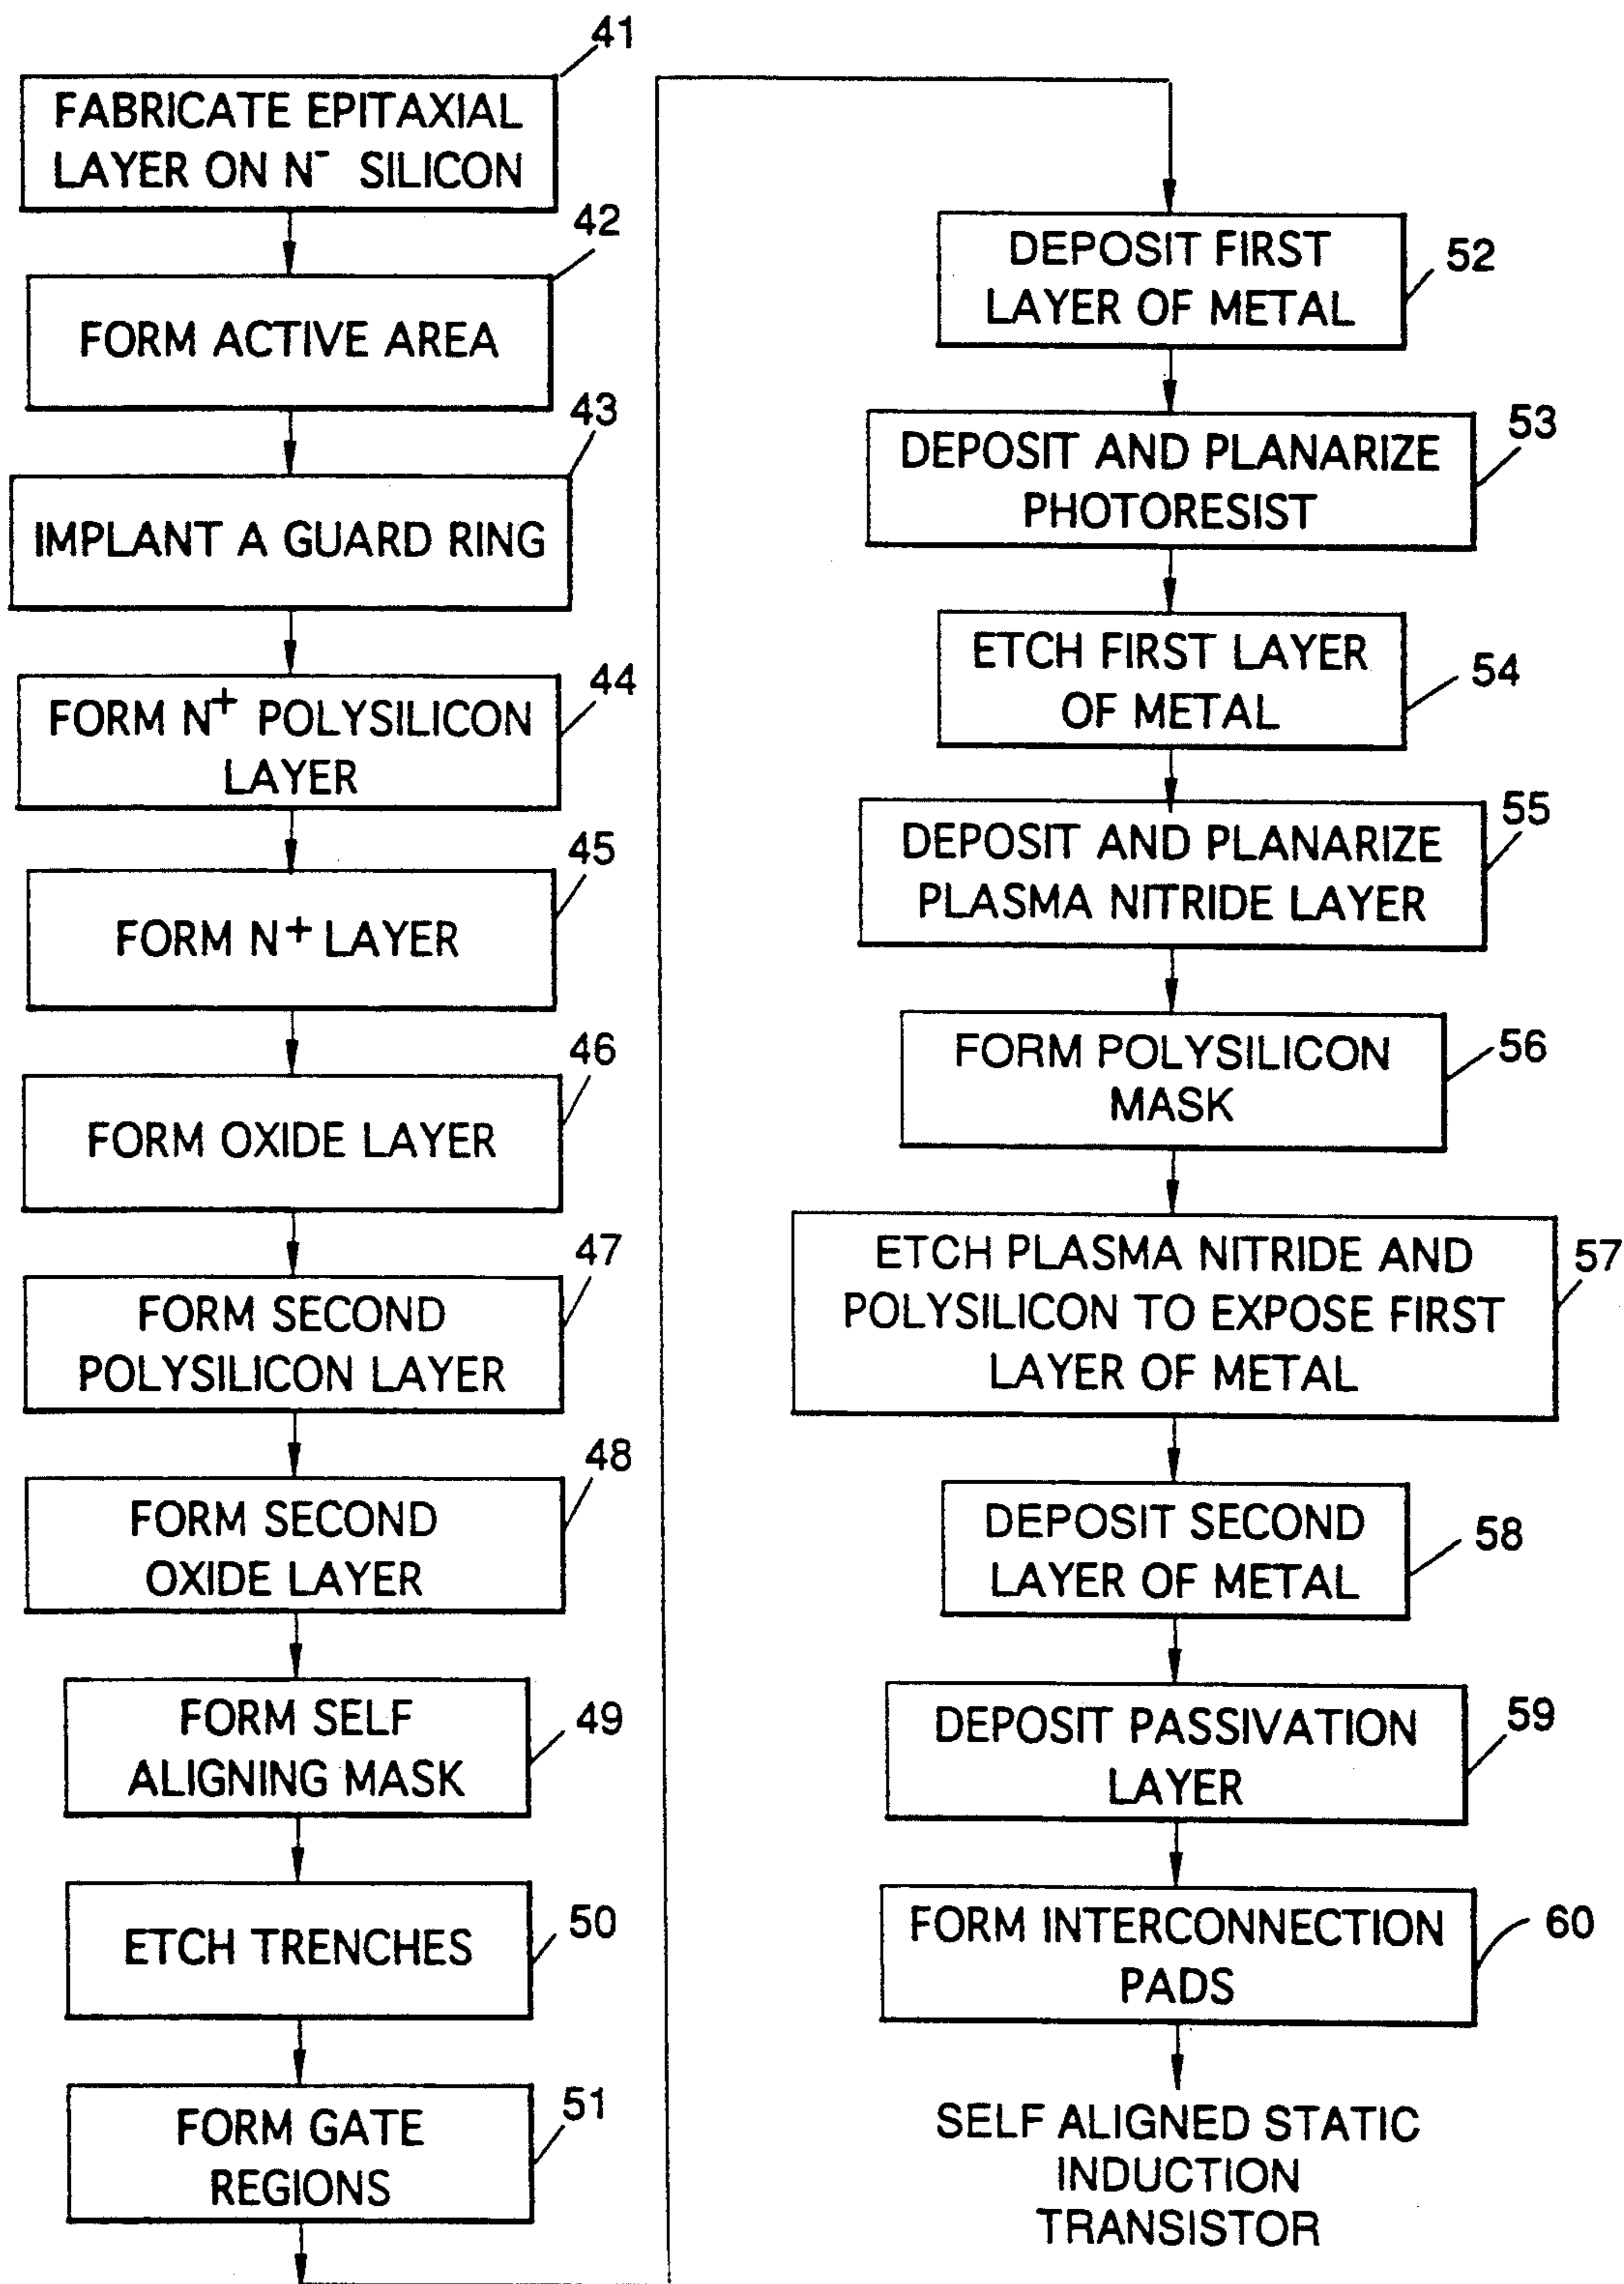 41
FABRICATE EPITAXIAL
LAYER ON N⁻ SILICON
42
FORM ACTIVE AREA
43
IMPLANT A GUARD RING
44
FORM N⁺ POLYSILICON
LAYER
45
FORM N⁺ LAYER
46
FORM OXIDE LAYER
47
FORM SECOND
POLYSILICON LAYER
48
FORM SECOND
OXIDE LAYER
49
FORM SELF
ALIGNING MASK
50
ETCH TRENCHES
51
FORM GATE
REGIONS
52
DEPOSIT FIRST
LAYER OF METAL
53
DEPOSIT AND PLANARIZE
PHOTORESIST
54
ETCH FIRST LAYER
OF METAL
55
DEPOSIT AND PLANARIZE
PLASMA NITRIDE LAYER
56
FORM POLYSILICON
MASK
57
ETCH PLASMA NITRIDE AND
POLYSILICON TO EXPOSE FIRST
LAYER OF METAL
58
DEPOSIT SECOND
LAYER OF METAL
59
DEPOSIT PASSIVATION
LAYER
60
FORM INTERCONNECTION
PADS
SELF ALIGNED STATIC
INDUCTION
TRANSISTOR